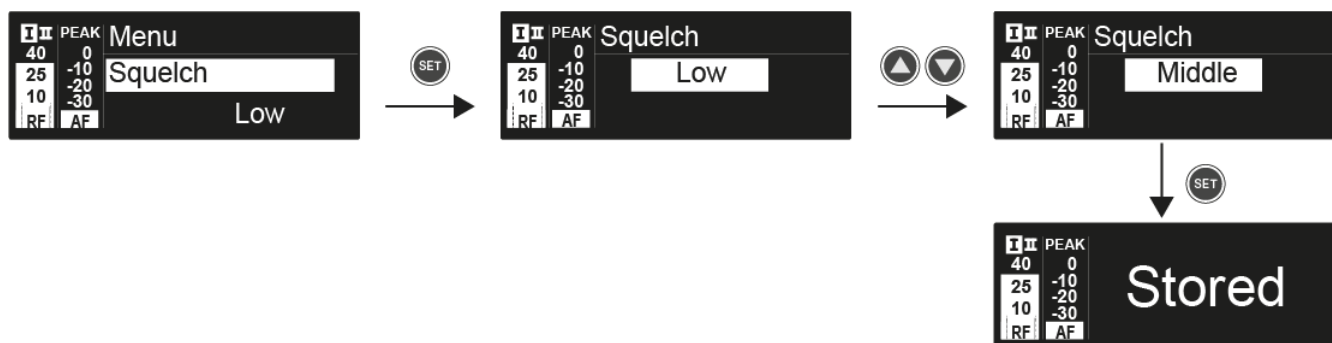 I II PEAK Menu
40 0
25 -10 Squelch
-20
10 -30
RF AF Low
SET
I II PEAK Squelch
40 0
25 -10 Low
-20
10 -30
RF AF
I II PEAK Squelch
40 0
25 -10 Middle
-20
10 -30
RF AF
SET
I II PEAK
40 0
25 -10 Stored
-20
10 -30
RF AF